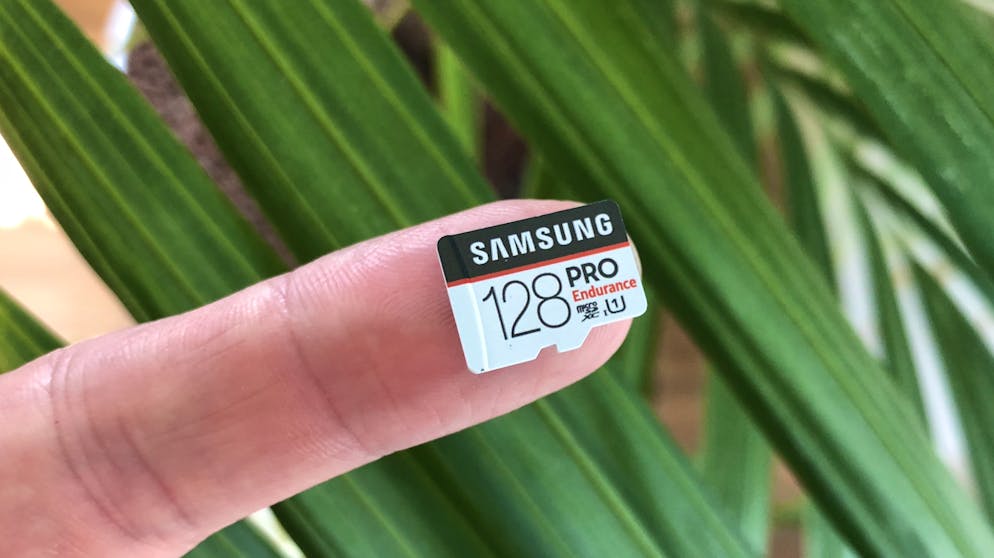 SAMSUNG
128 PRO
Endurance
micro SD XC I U1